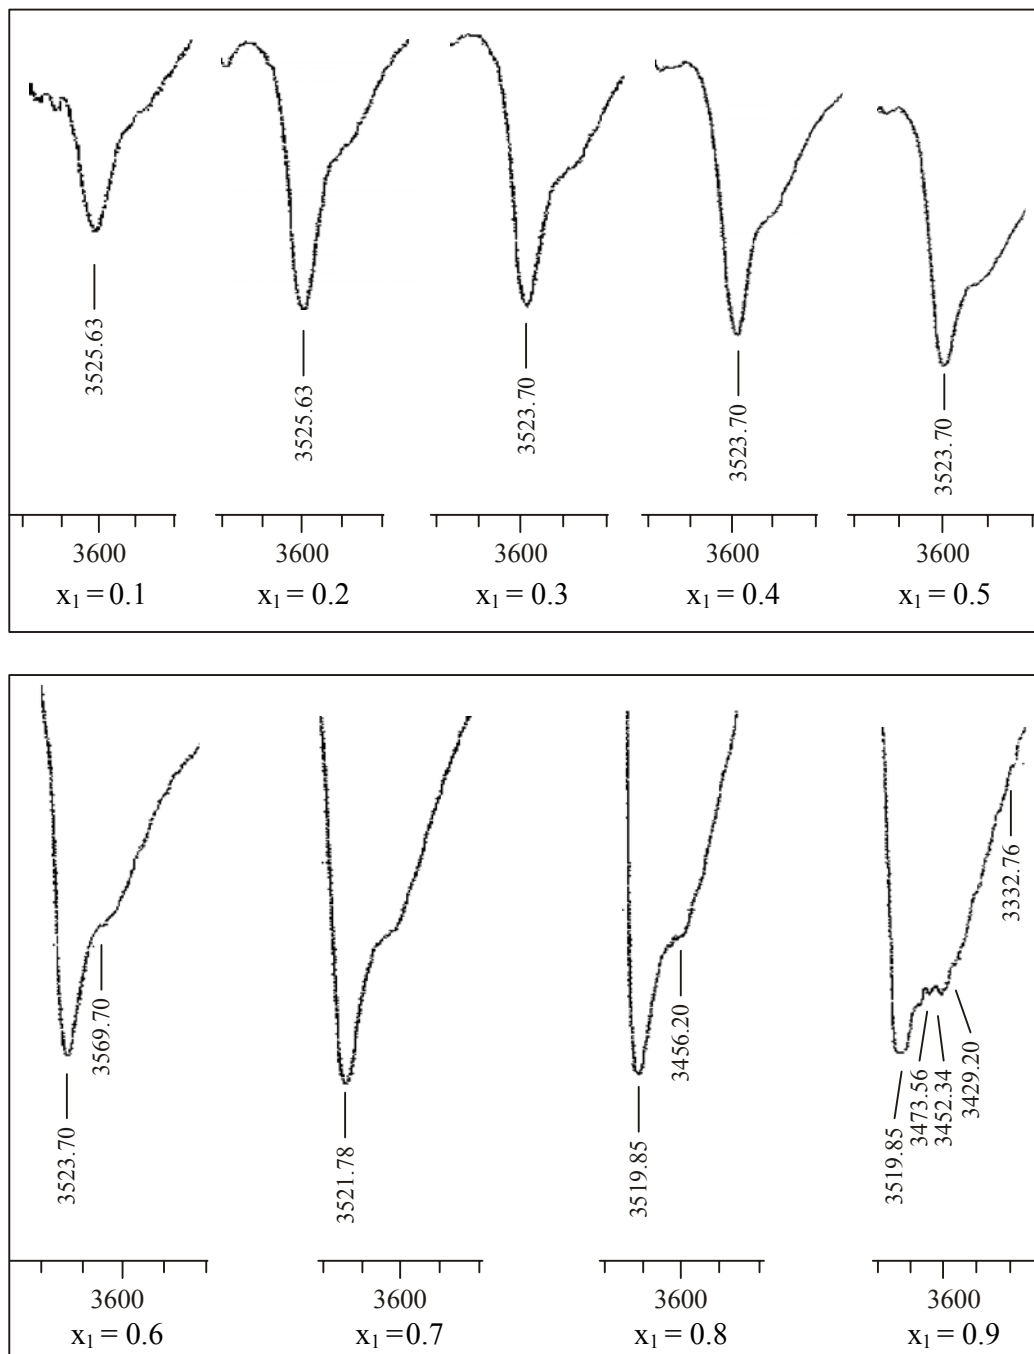 3525.63
3525.63
3523.70
3523.70
3523.70
3600
3600
3600
3600
3600
x₁ = 0.1
x₁ = 0.2
x₁ = 0.3
x₁ = 0.4
x₁ = 0.5
3523.70
3569.70
3521.78
3519.85
3456.20
3519.85
3473.56
3452.34
3429.20
3332.76
3600
3600
3600
3600
x₁ = 0.6
x₁ =0.7
x₁ = 0.8
x₁ = 0.9